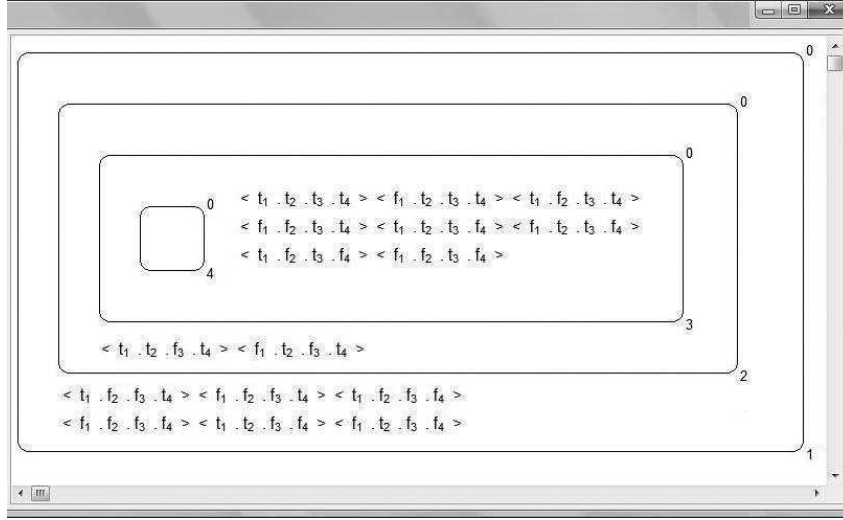 0
0
0
0
< t₁ . t₂ . t₃ . t₄ > < f₁ . t₂ . t₃ . t₄ > < t₁ . f₂ . t₃ . t₄ >
< f₁ . f₂ . t₃ . t₄ > < t₁ . t₂ . t₃ . f₄ > < f₁ . t₂ . t₃ . f₄ >
< t₁ . f₂ . t₃ . f₄ > < f₁ . f₂ . t₃ . f₄ >
4
3
< t₁ . t₂ . f₃ . t₄ > < f₁ . t₂ . f₃ . t₄ >
2
< t₁ . f₂ . f₃ . t₄ > < f₁ . f₂ . f₃ . t₄ > < t₁ . f₂ . f₃ . f₄ >
< f₁ . f₂ . f₃ . f₄ > < t₁ . t₂ . f₃ . f₄ > < f₁ . t₂ . f₃ . f₄ >
1